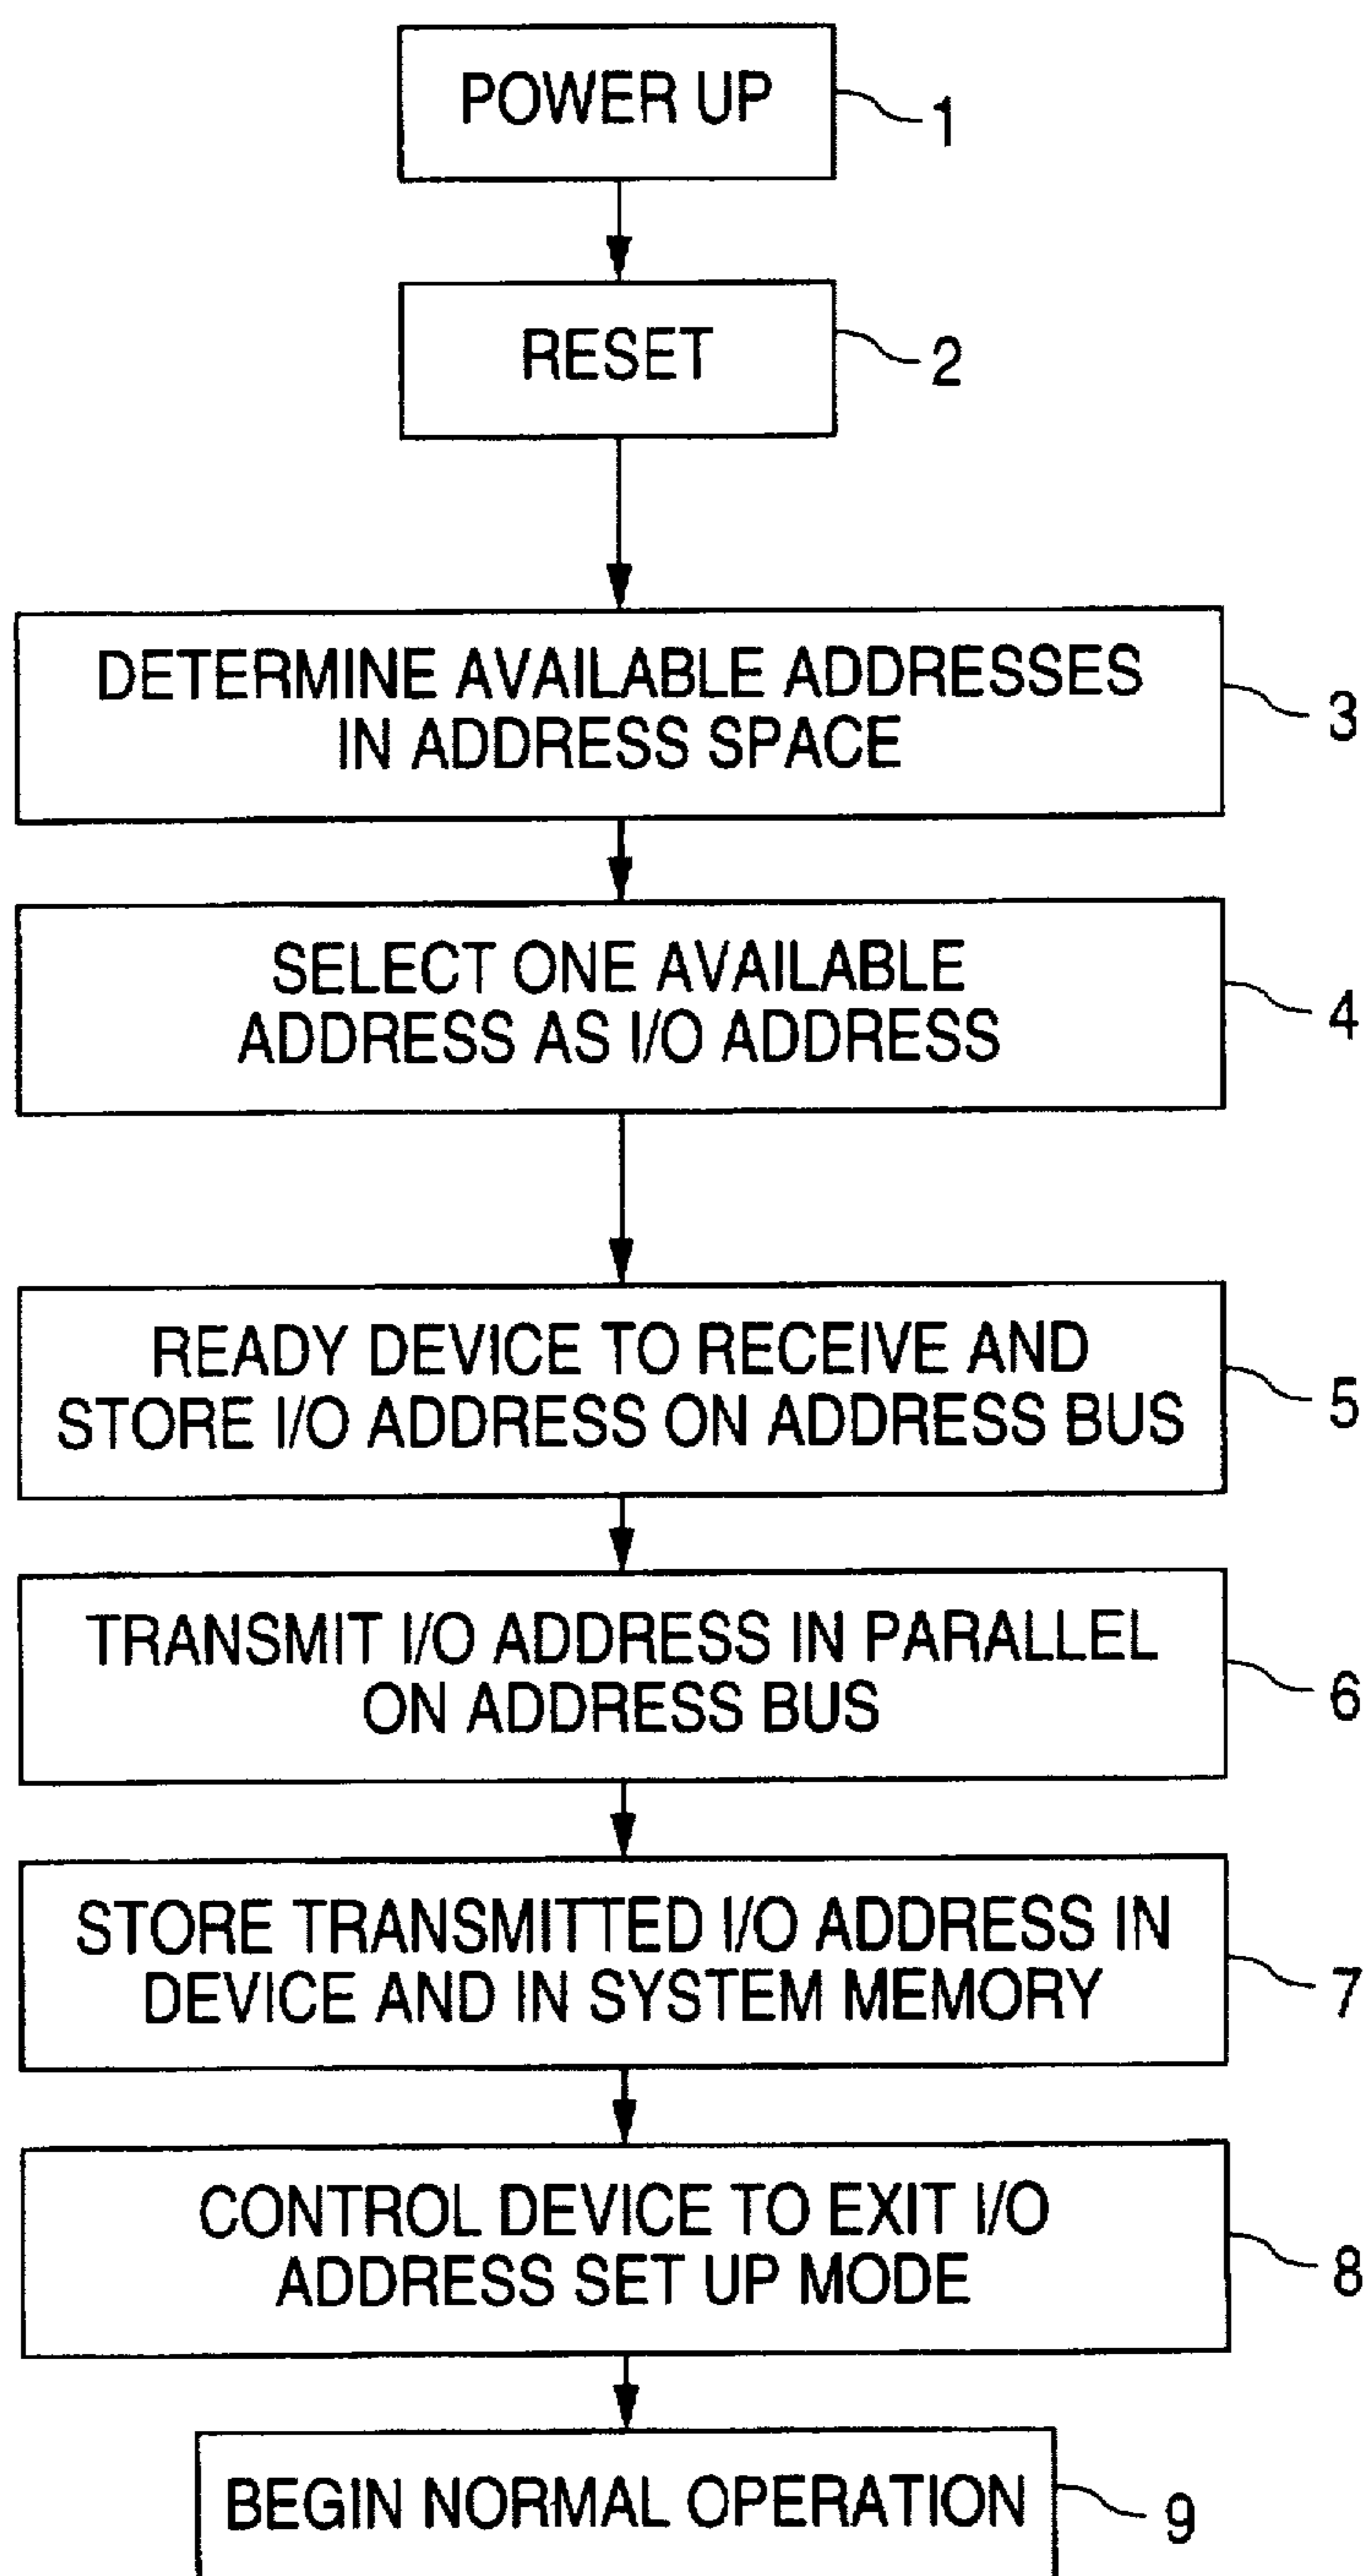 POWER UP
1
RESET
2
DETERMINE AVAILABLE ADDRESSES
IN ADDRESS SPACE
3
SELECT ONE AVAILABLE
ADDRESS AS I/O ADDRESS
4
READY DEVICE TO RECEIVE AND
STORE I/O ADDRESS ON ADDRESS BUS
5
TRANSMIT I/O ADDRESS IN PARALLEL
ON ADDRESS BUS
6
STORE TRANSMITTED I/O ADDRESS IN
DEVICE AND IN SYSTEM MEMORY
7
CONTROL DEVICE TO EXIT I/O
ADDRESS SET UP MODE
8
BEGIN NORMAL OPERATION
9